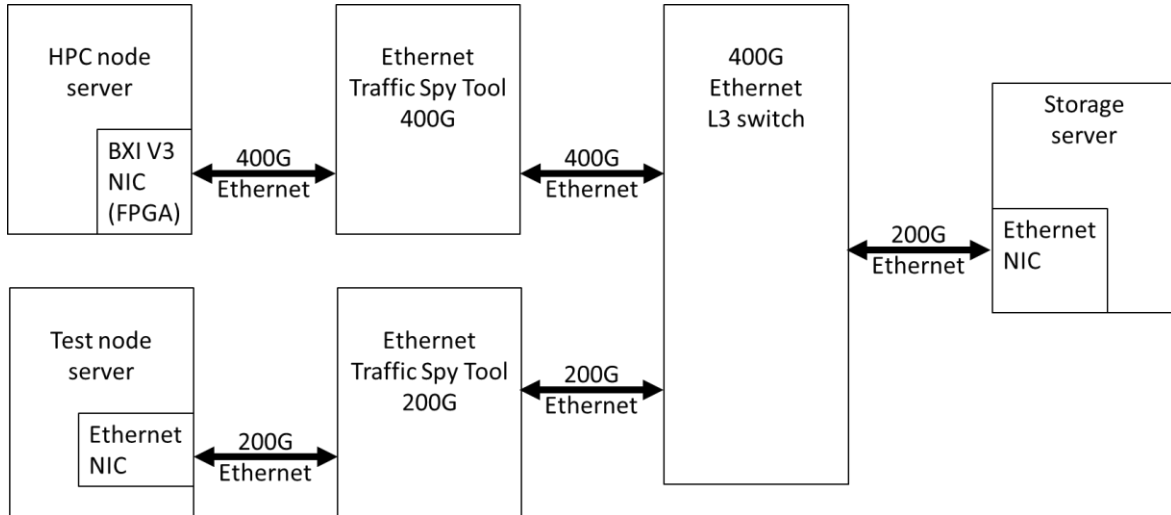 HPC node
server
BXI V3
NIC
(FPGA)
400G
Ethernet
Ethernet
Traffic Spy Tool
400G
400G
Ethernet
400G
Ethernet
L3 switch
200G
Ethernet
Storage
server
Ethernet
NIC
Test node
server
Ethernet
NIC
200G
Ethernet
Ethernet
Traffic Spy Tool
200G
200G
Ethernet